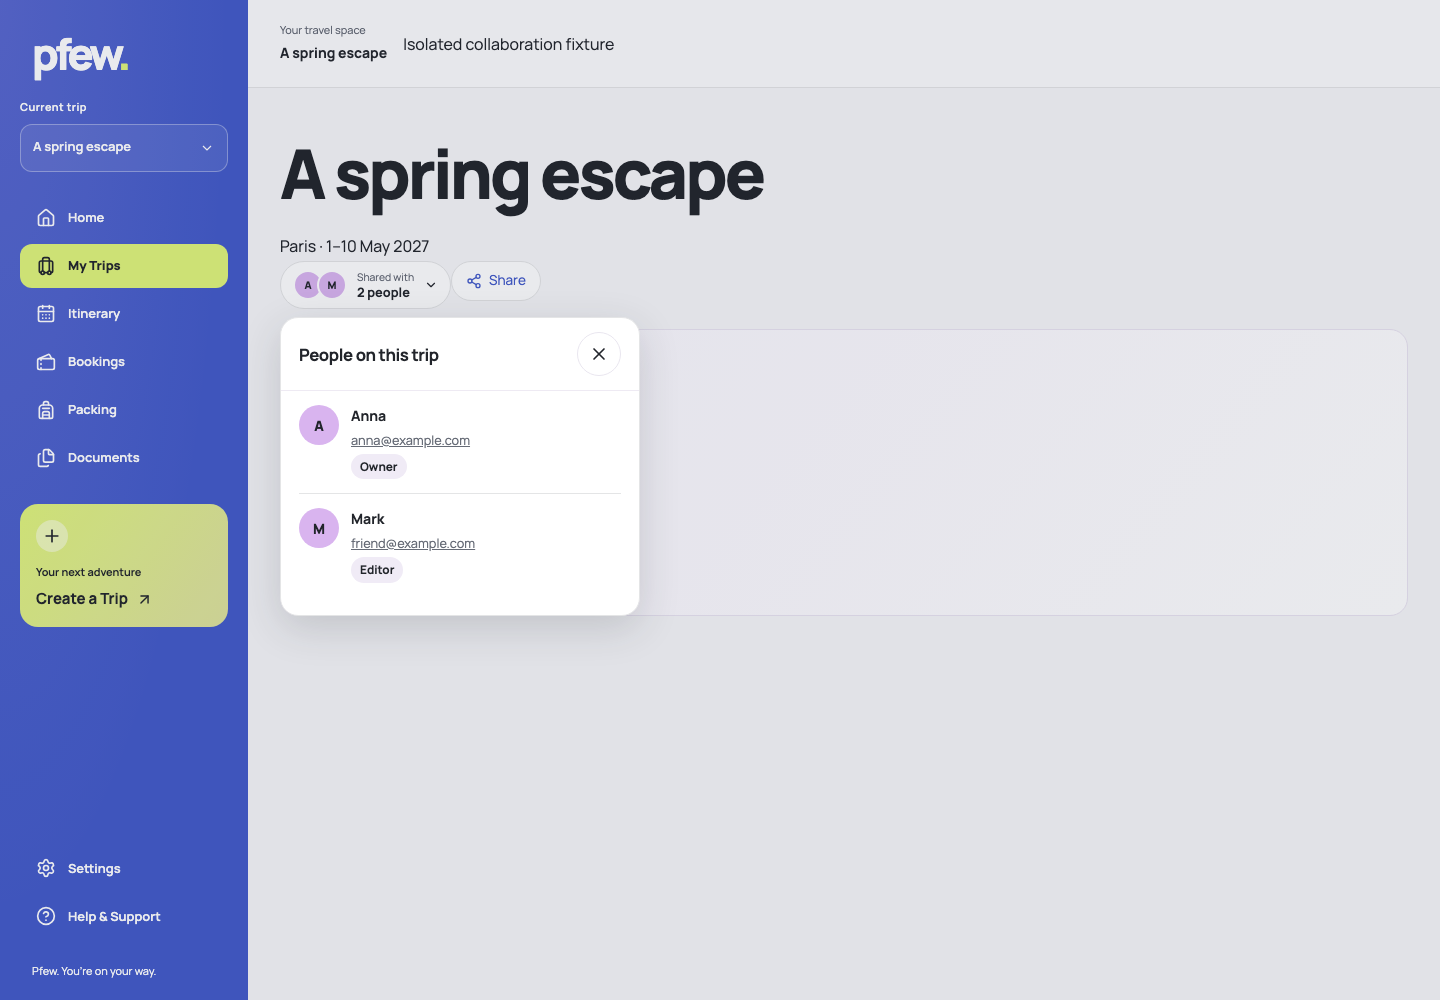 pfew.
Current trip
A spring escape
Home
My Trips
Itinerary
Bookings
Packing
Documents
Your next adventure
Create a Trip
Settings
Help & Support
Pfew. You're on your way.
Your travel space
A spring escape
Isolated collaboration fixture
A spring escape
Paris · 1–10 May 2027
A M
Shared with
2 people
Share
People on this trip
A
Anna
anna@example.com
Owner
M
Mark
friend@example.com
Editor